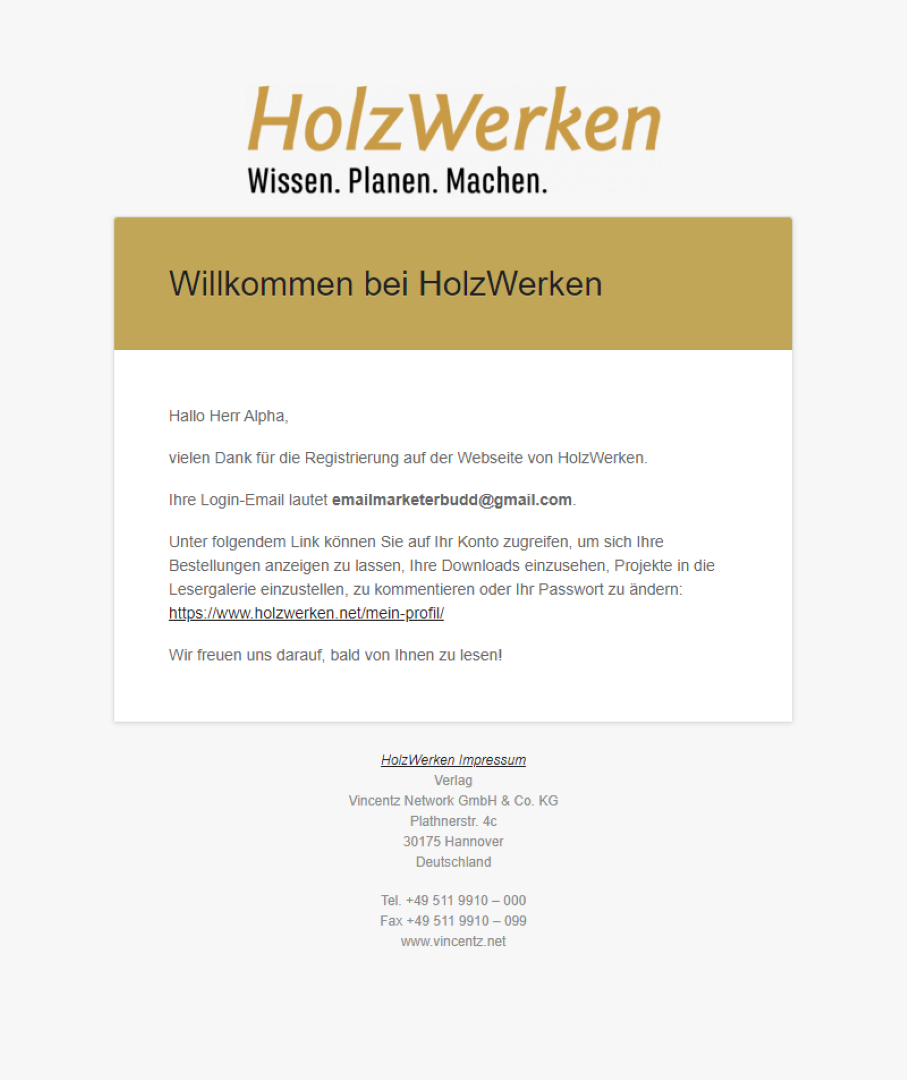 HolzWerken
Wissen. Planen. Machen.
Willkommen bei HolzWerken
Hallo Herr Alpha,
vielen Dank für die Registrierung auf der Webseite von HolzWerken.
Ihre Login-Email lautet emailmarketerbudd@gmail.com.
Unter folgendem Link können Sie auf Ihr Konto zugreifen, um sich Ihre
Bestellungen anzeigen zu lassen, Ihre Downloads einzusehen, Projekte in die
Lesergalerie einzustellen, zu kommentieren oder Ihr Passwort zu ändern:
https://www.holzwerken.net/mein-profil/
Wir freuen uns darauf, bald von Ihnen zu lesen!
HolzWerken Impressum
Verlag
Vincentz Network GmbH & Co. KG
Plathnerstr. 4c
30175 Hannover
Deutschland
Tel. +49 511 9910 – 000
Fax +49 511 9910 – 099
www.vincentz.net